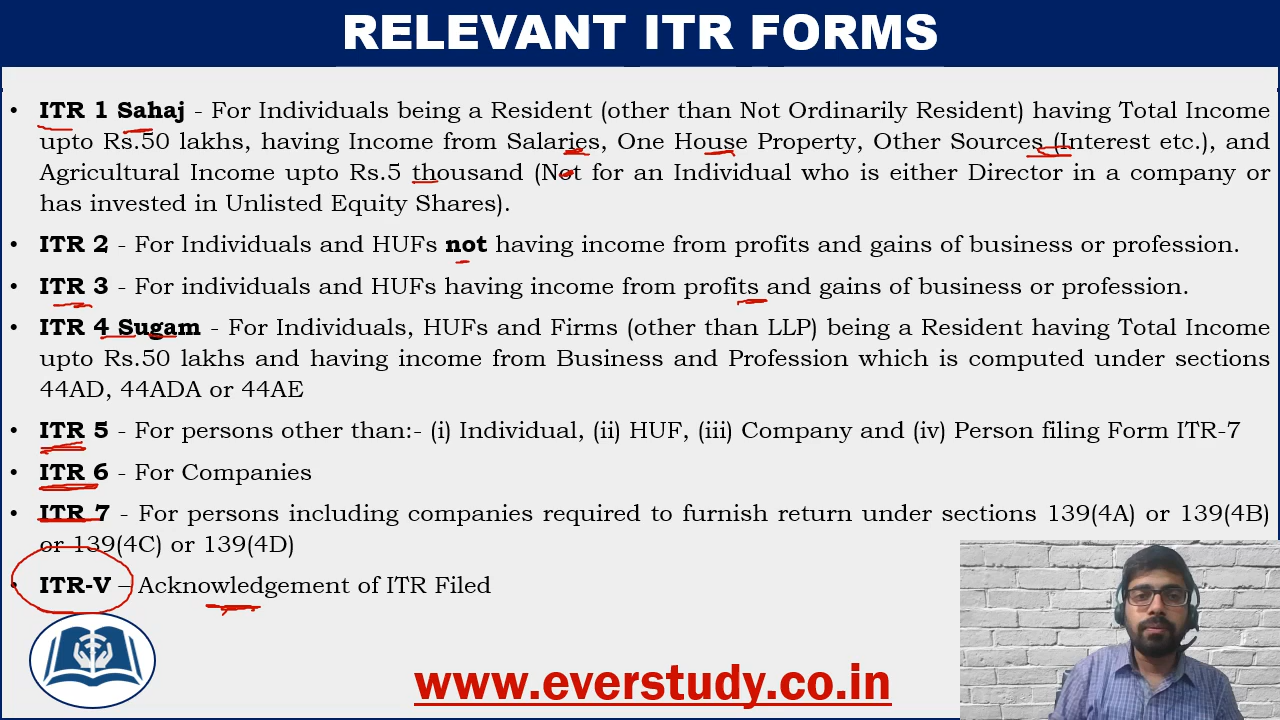 RELEVANT ITR FORMS
• ITR 1 Sahaj - For Individuals being a Resident (other than Not Ordinarily Resident) having Total Income
upto Rs.50 lakhs, having Income from Salaries, One House Property, Other Sources (Interest etc.), and
Agricultural Income upto Rs.5 thousand (Not for an Individual who is either Director in a company or
has invested in Unlisted Equity Shares).
• ITR 2 - For Individuals and HUFs not having income from profits and gains of business or profession.
• ITR 3 - For individuals and HUFs having income from profits and gains of business or profession.
• ITR 4 Sugam - For Individuals, HUFs and Firms (other than LLP) being a Resident having Total Income
upto Rs.50 lakhs and having income from Business and Profession which is computed under sections
44AD, 44ADA or 44AE
• ITR 5 - For persons other than:- (i) Individual, (ii) HUF, (iii) Company and (iv) Person filing Form ITR-7
• ITR 6 - For Companies
• ITR 7 - For persons including companies required to furnish return under sections 139(4A) or 139(4B)
or 139(4C) or 139(4D)
• ITR-V – Acknowledgement of ITR Filed
www.everstudy.co.in